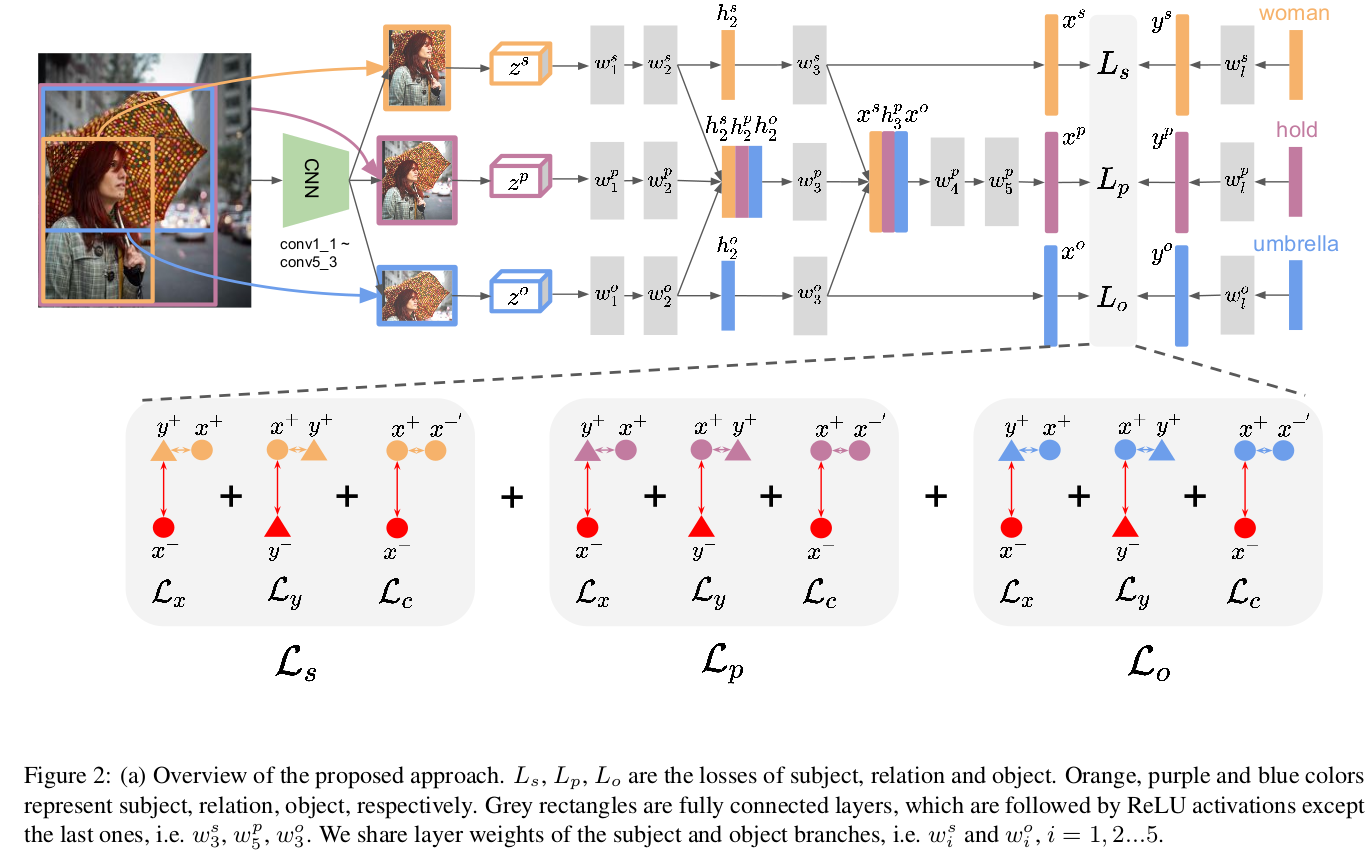 h_2^s
x^s
y^s
woman
z^s
w_1^s
w_2^s
w_3^s
L_s
w_l^s
h_2^s h_2^p h_2^o
x^s h_3^p x^o
x^p
y^p
hold
CNN
z^p
w_1^p
w_2^p
w_3^p
w_4^p
w_5^p
L_p
w_l^p
conv1_1 ~
conv5_3
h_2^o
x^o
y^o
umbrella
z^o
w_1^o
w_2^o
w_3^o
L_o
w_l^o
y^+ x^+ x^+ y^+ x^+ x^-′ y^+ x^+ x^+ y^+ x^+ x^-′ y^+ x^+ x^+ y^+ x^+ x^-′
+ + + + + + + +
x^- y^- x^- x^- y^- x^- x^- y^- x^-
ℒ_x ℒ_y ℒ_c ℒ_x ℒ_y ℒ_c ℒ_x ℒ_y ℒ_c
ℒ_s ℒ_p ℒ_o
Figure 2: (a) Overview of the proposed approach. L_s, L_p, L_o are the losses of subject, relation and object. Orange, purple and blue colors
represent subject, relation, object, respectively. Grey rectangles are fully connected layers, which are followed by ReLU activations except
the last ones, i.e. w_3^s, w_5^p, w_3^o. We share layer weights of the subject and object branches, i.e. w_i^s and w_i^o, i = 1, 2...5.